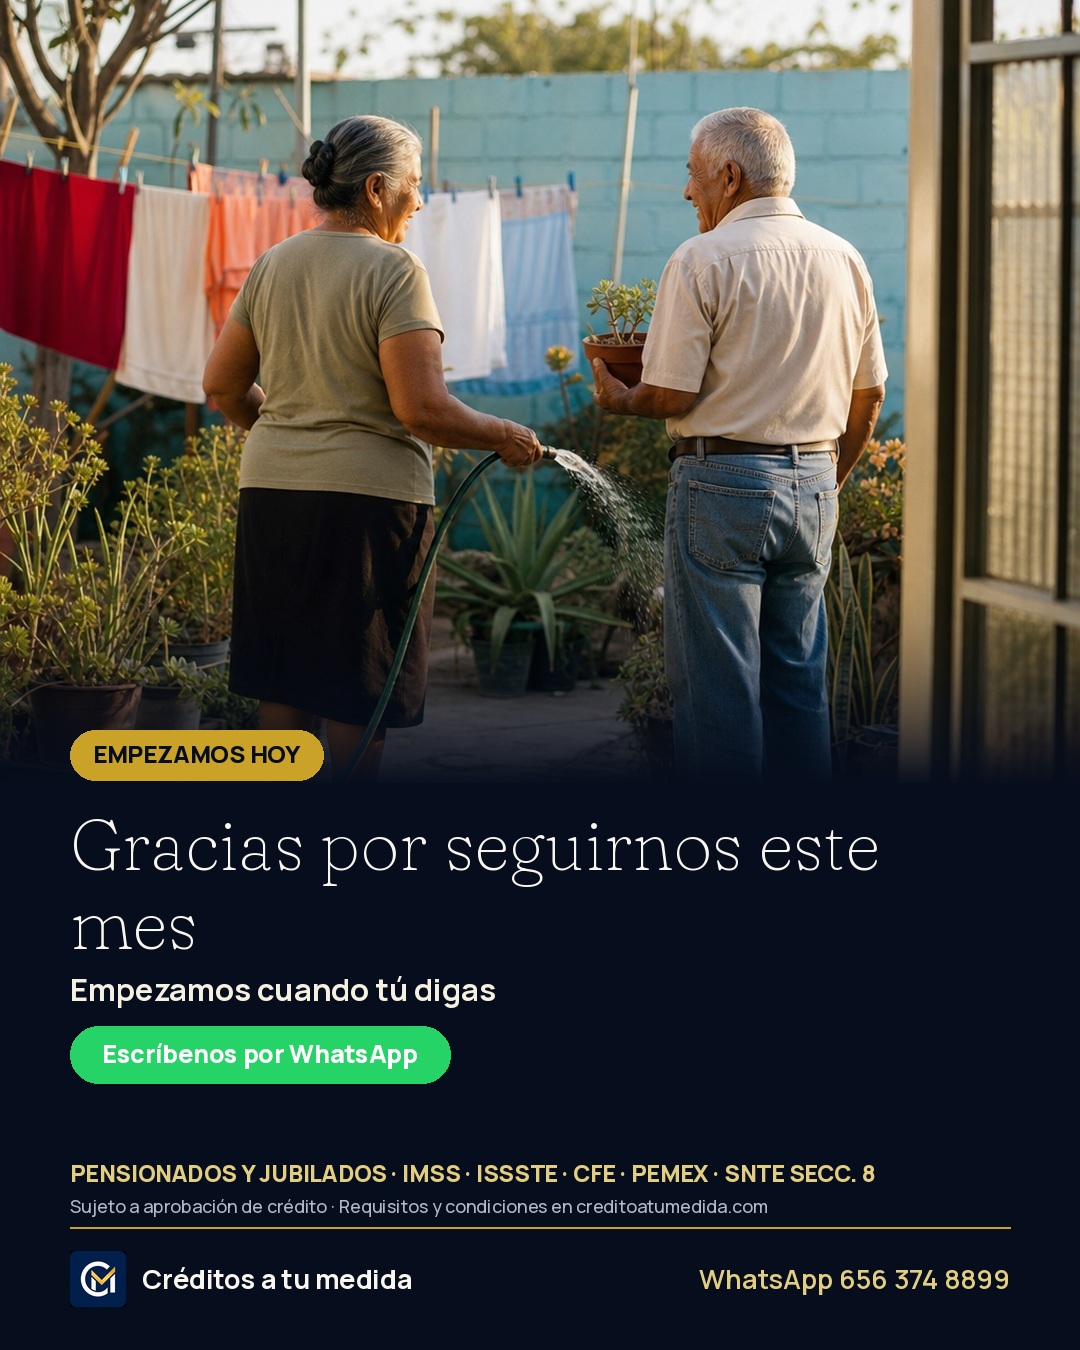 EMPEZAMOS HOY
Gracias por seguirnos este
mes
Empezamos cuando tú digas
Escríbenos por WhatsApp
PENSIONADOS Y JUBILADOS · IMSS · ISSSTE · CFE · PEMEX · SNTE SECC. 8
Sujeto a aprobación de crédito · Requisitos y condiciones en creditoatumedida.com
Créditos a tu medida
WhatsApp 656 374 8899